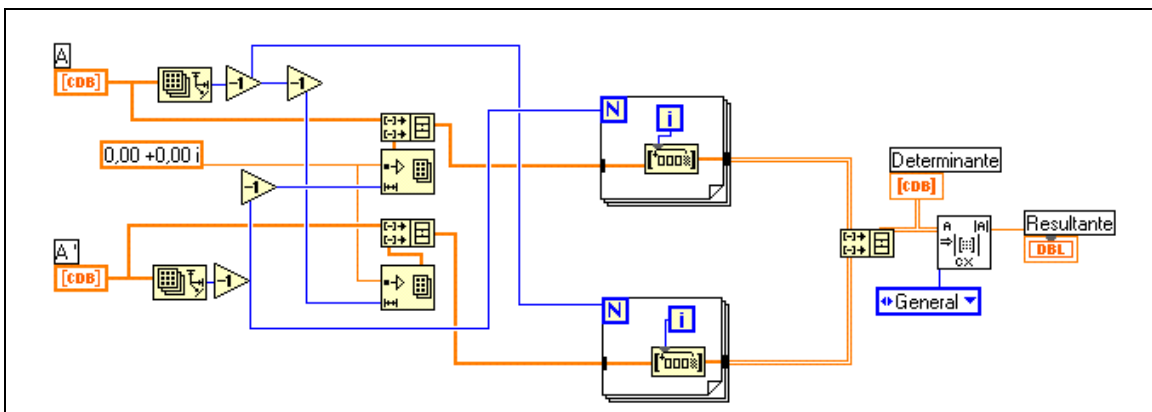 A
[CDB]
-1
-1
0,00 +0,00 i
-1
A'
[CDB]
-1
N
i
N
i
Determinante
[CDB]
A |A|
CX
General
Resultante
DBL